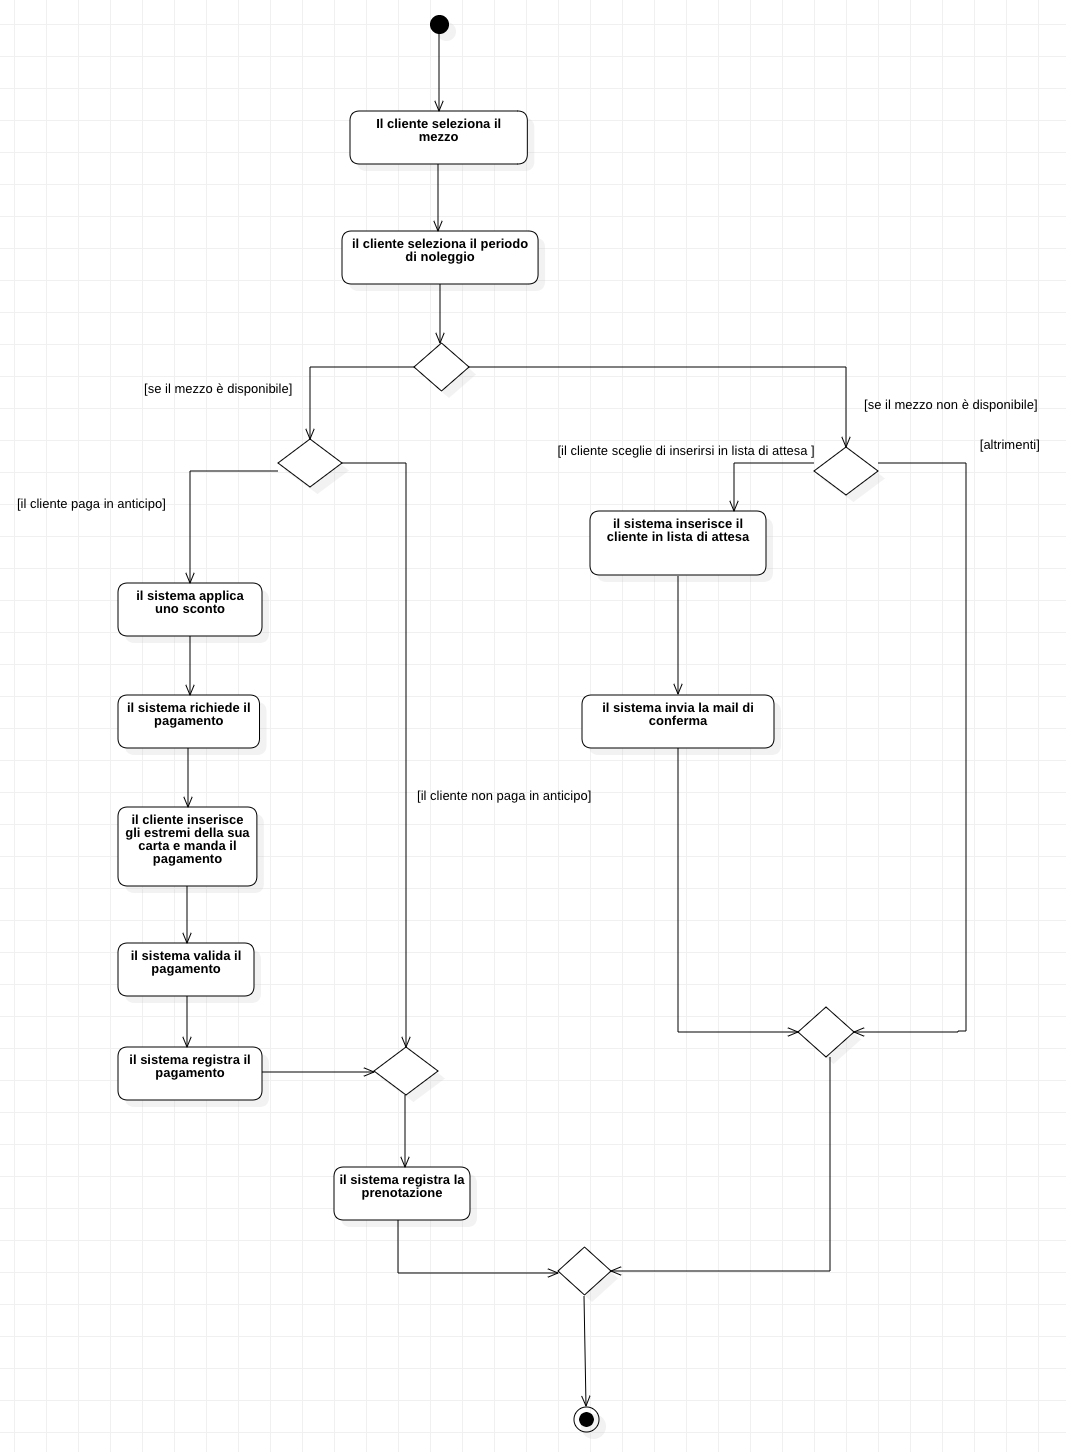 Il cliente seleziona il
mezzo
il cliente seleziona il periodo
di noleggio
[se il mezzo è disponibile]
[se il mezzo non è disponibile]
[altrimenti]
[il cliente sceglie di inserirsi in lista di attesa ]
[il cliente paga in anticipo]
il sistema inserisce il
cliente in lista di attesa
il sistema applica
uno sconto
il sistema richiede il
pagamento
il sistema invia la mail di
conferma
[il cliente non paga in anticipo]
il cliente inserisce
gli estremi della sua
carta e manda il
pagamento
il sistema valida il
pagamento
il sistema registra il
pagamento
il sistema registra la
prenotazione